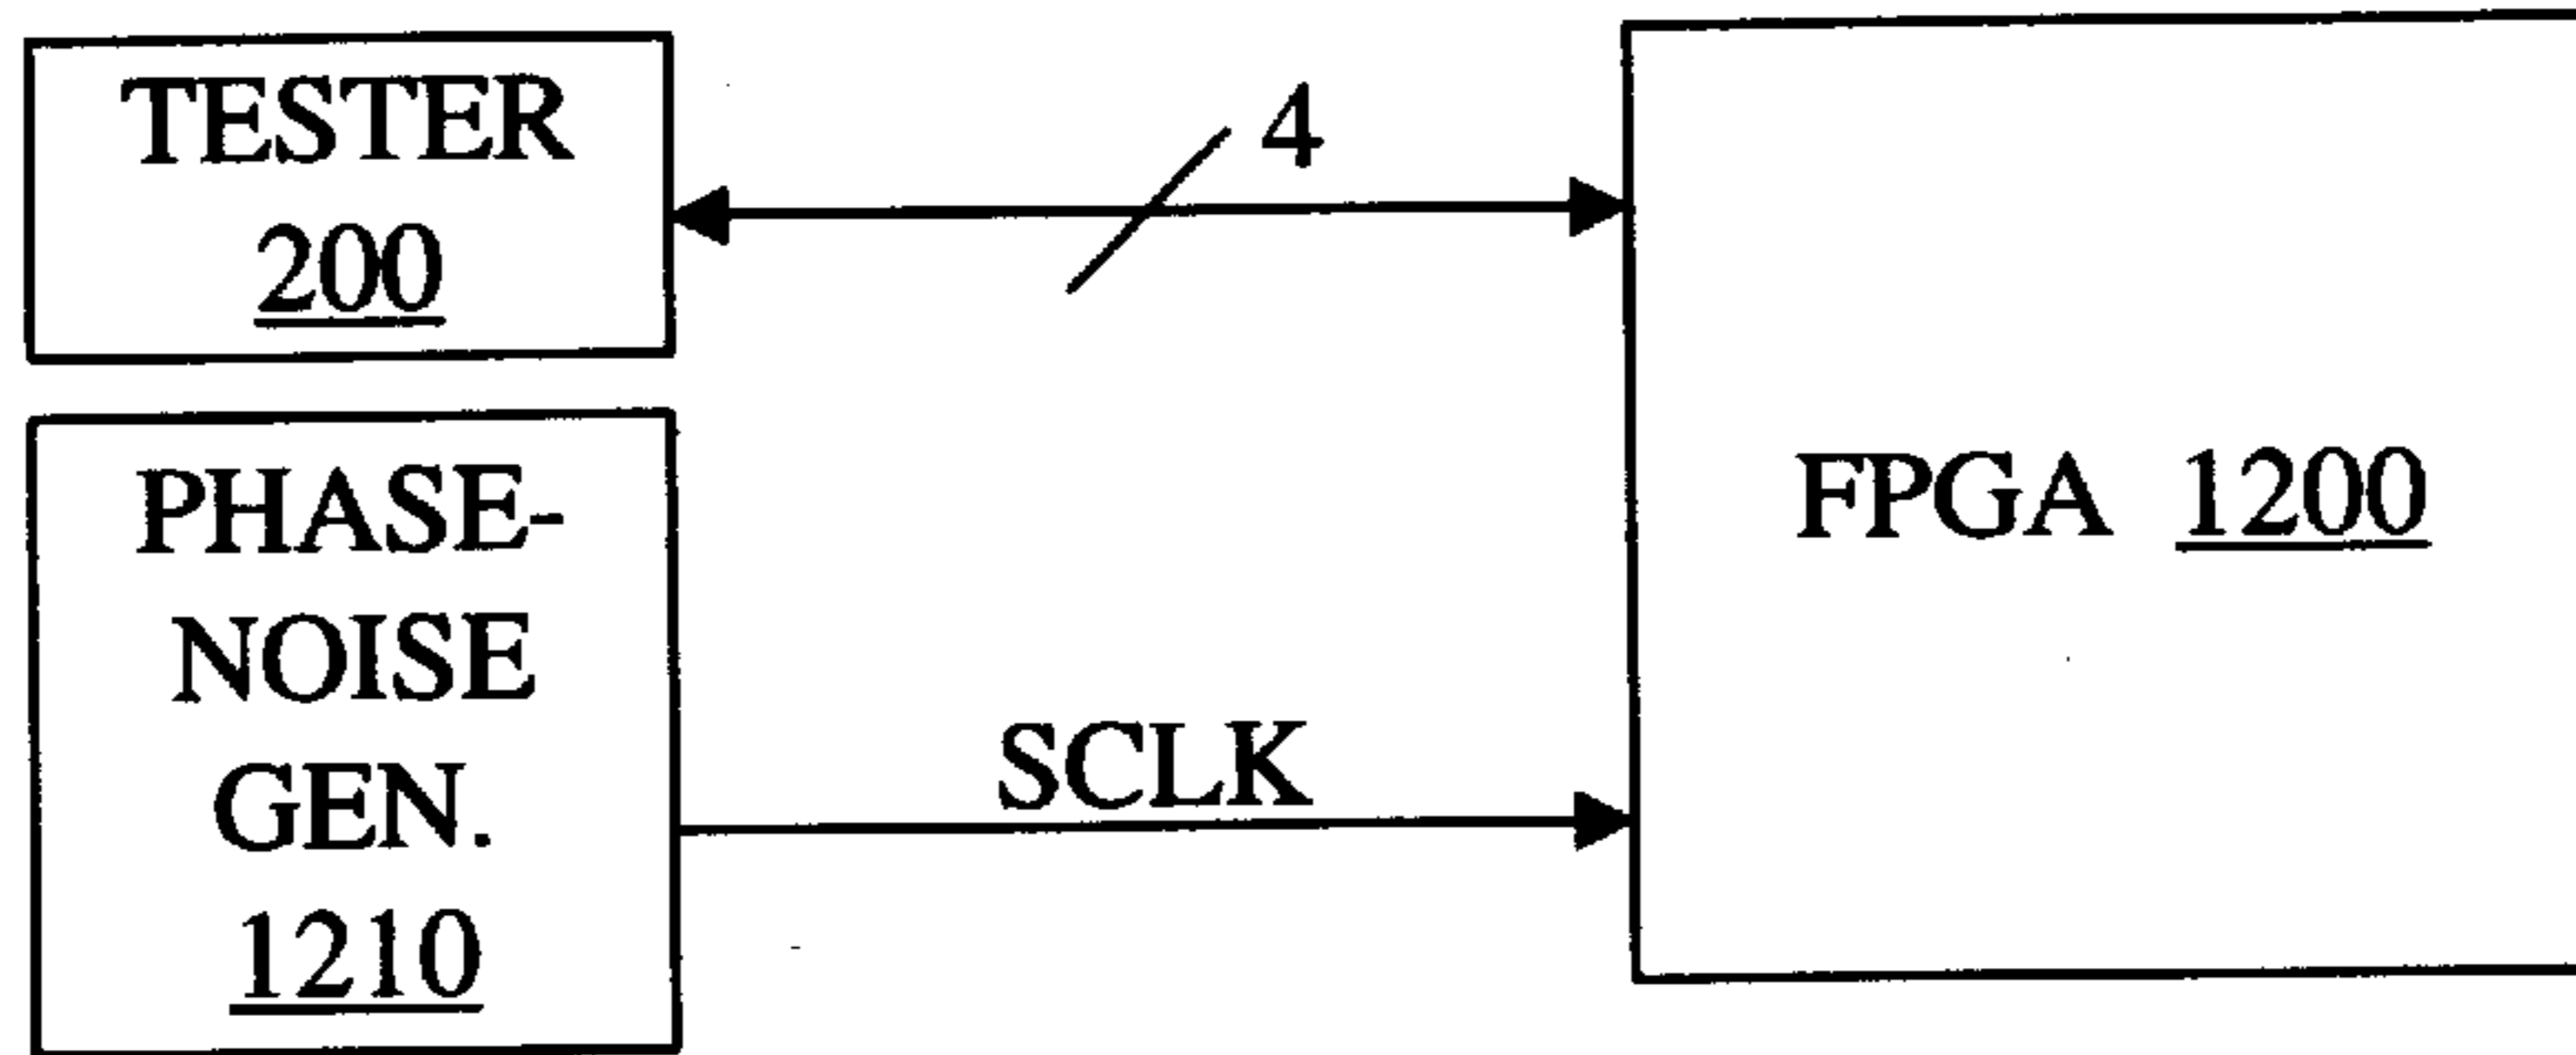 TESTER
200
4
PHASE-
NOISE
GEN.
1210
SCLK
FPGA 1200